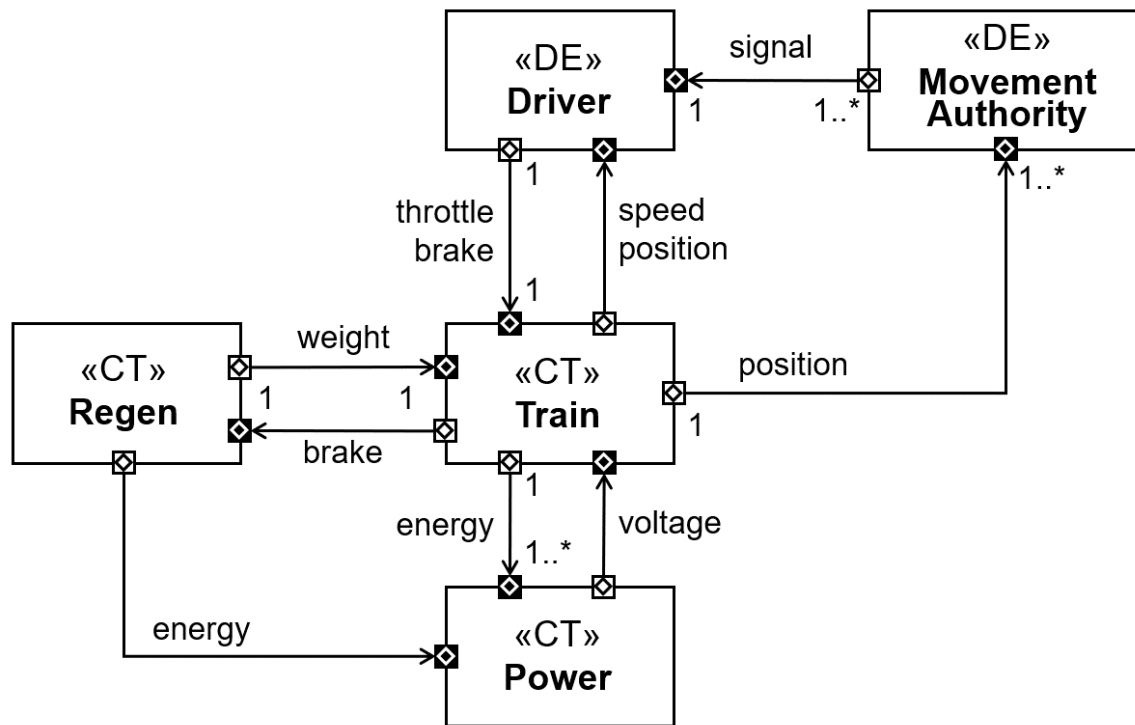 «DE»
Driver
signal
1
1..*
«DE»
Movement
Authority
1..*
1
throttle
brake
1
speed
position
«CT»
Regen
weight
1
1
brake
«CT»
Train
position
1
1
energy
1..*
voltage
energy
«CT»
Power